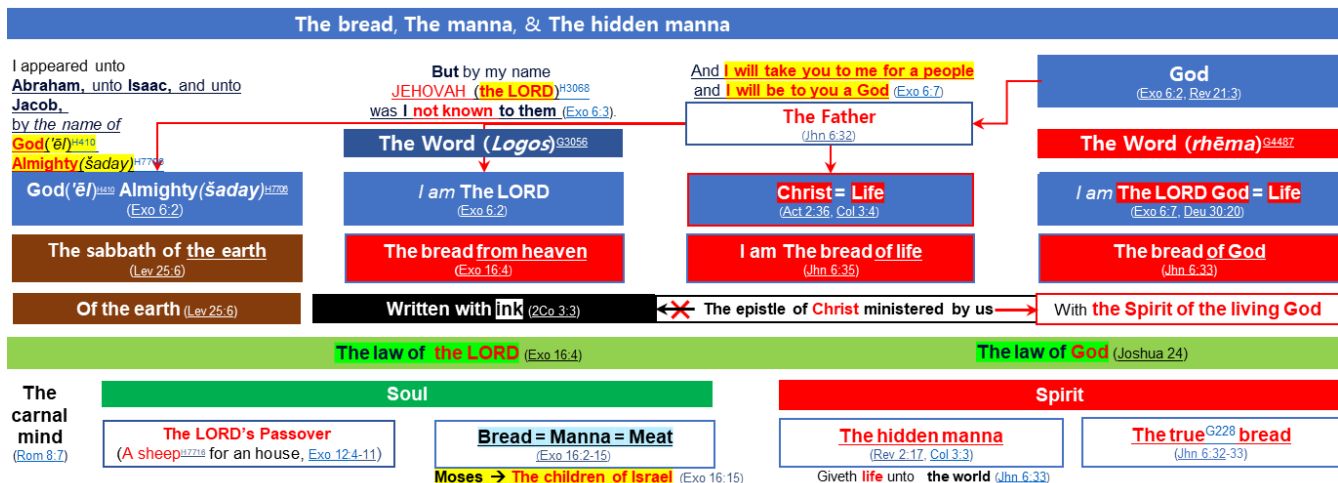 The bread, The manna, & The hidden manna
I appeared unto
Abraham, unto Isaac, and unto
Jacob,
by the name of
God('ēl)H410
Almighty(šaday)H7706
But by my name
JEHOVAH (the LORD)H3068
was I not known to them (Exo 6:3).
And I will take you to me for a people
and I will be to you a God (Exo 6:7)
God
(Exo 6:2, Rev 21:3)
The Father
(Jhn 6:32)
The Word (Logos)G3056
The Word (rhēma)G4487
God('ēl)H410 Almighty(šaday)H7706
(Exo 6:2)
I am The LORD
(Exo 6:2)
Christ = Life
(Act 2:36, Col 3:4)
I am The LORD God = Life
(Exo 6:7, Deu 30:20)
The sabbath of the earth
(Lev 25:6)
The bread from heaven
(Exo 16:4)
I am The bread of life
(Jhn 6:35)
The bread of God
(Jhn 6:33)
Of the earth (Lev 25:6)
Written with ink (2Co 3:3)
The epistle of Christ ministered by us
With the Spirit of the living God
The law of the LORD (Exo 16:4)
The law of God (Joshua 24)
The
carnal
mind
(Rom 8:7)
Soul
Spirit
The LORD's Passover
(A sheepH7716 for an house, Exo 12:4-11)
Bread = Manna = Meat
(Exo 16:2-15)
Moses → The children of Israel (Exo 16:15)
The hidden manna
(Rev 2:17, Col 3:3)
Giveth life unto the world (Jhn 6:33)
The trueG228 bread
(Jhn 6:32-33)